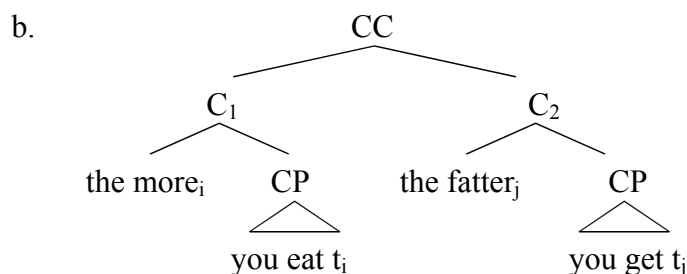 b. CC
C₁ C₂
the moreᵢ CP the fatterⱼ CP
you eat tᵢ you get tⱼ